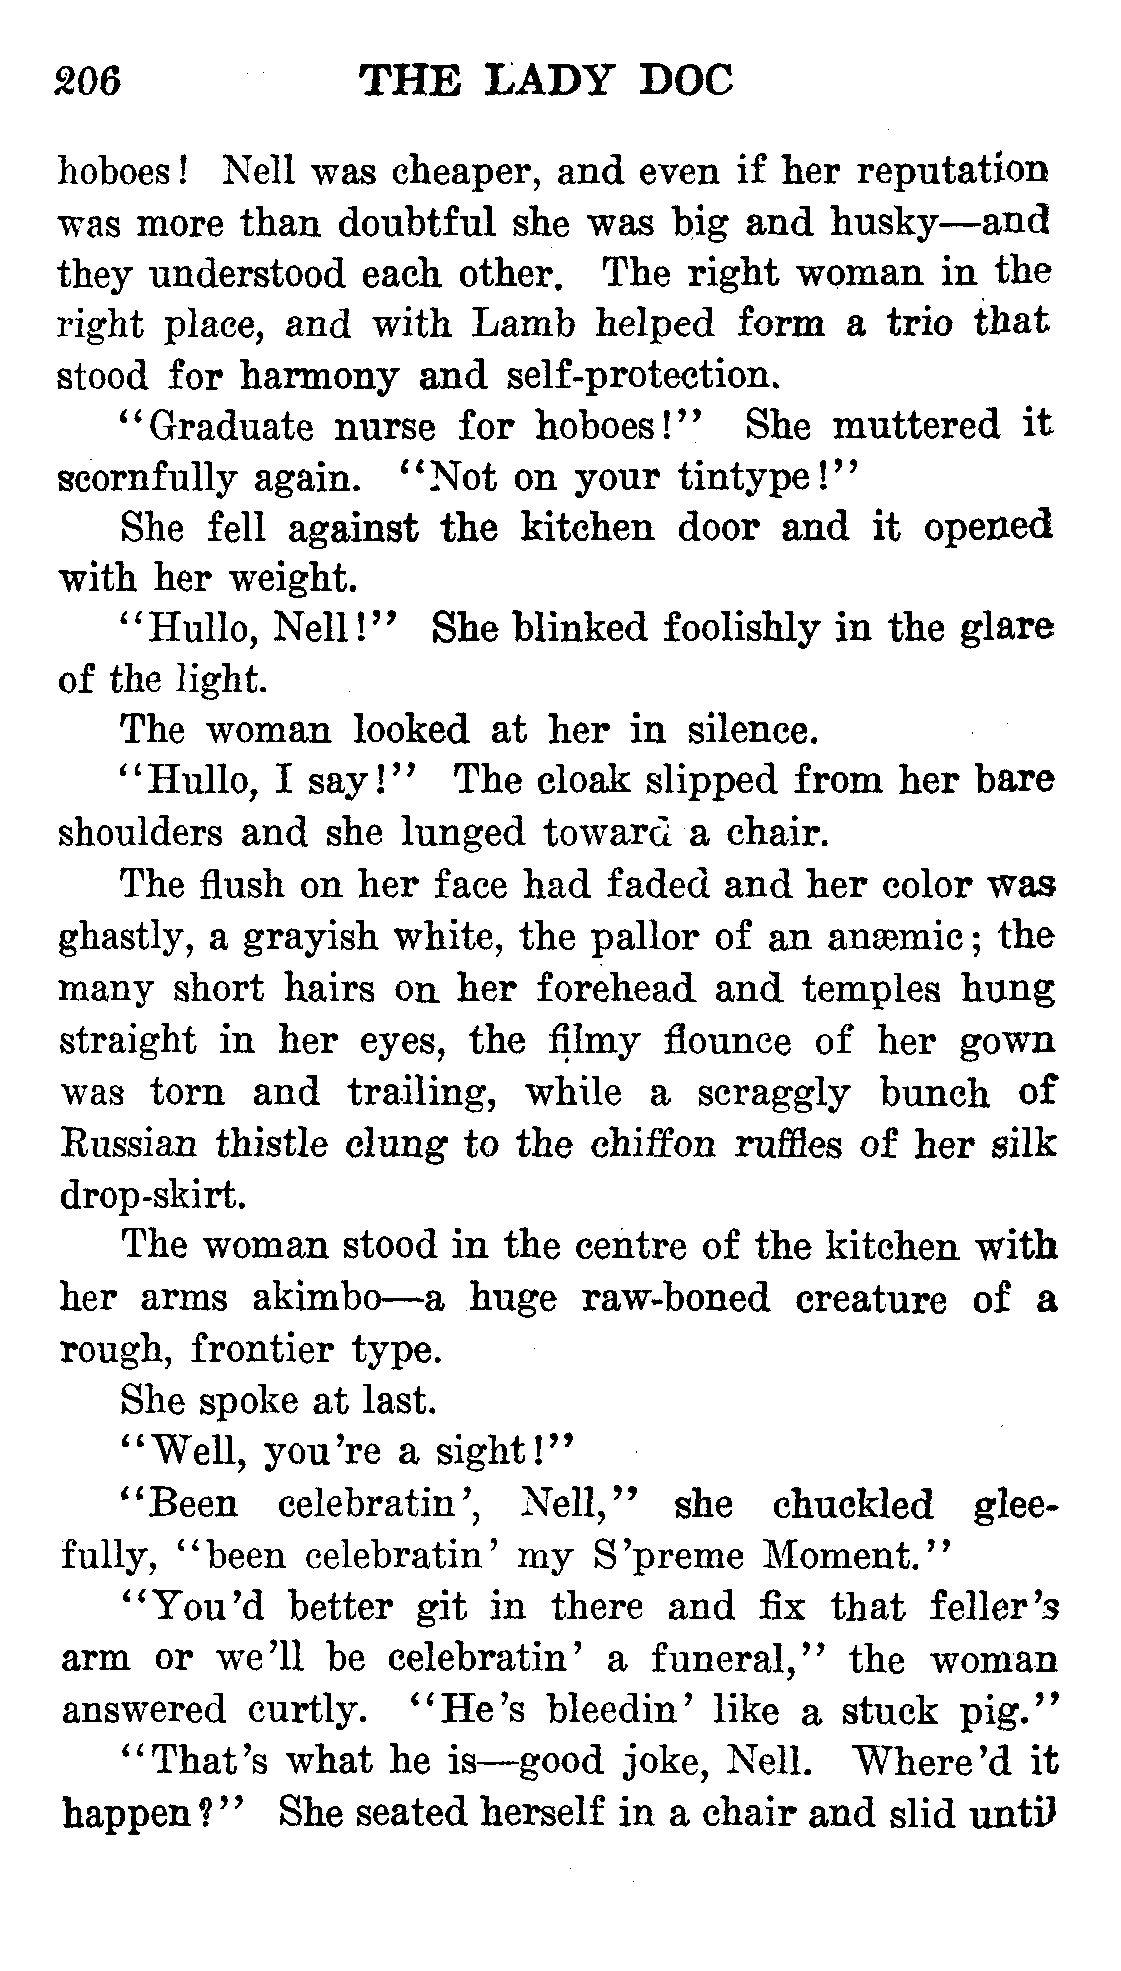 206 THE LADY DOC
hoboes! Nell was cheaper, and even if her reputation
was more than doubtful she was big and husky—and
they understood each other. The right woman in the
right place, and with Lamb helped form a trio that
stood for harmony and self-protection.
“Graduate nurse for hoboes!” She muttered it
scornfully again. “Not on your tintype!”
She fell against the kitchen door and it opened
with her weight.
“Hullo, Nell!” She blinked foolishly in the glare
of the light.
The woman looked at her in silence.
“Hullo, I say!” The cloak slipped from her bare
shoulders and she lunged toward a chair.
The flush on her face had faded and her color was
ghastly, a grayish white, the pallor of an anæmic; the
many short hairs on her forehead and temples hung
straight in her eyes, the filmy flounce of her gown
was torn and trailing, while a scraggly bunch of
Russian thistle clung to the chiffon ruffles of her silk
drop-skirt.
The woman stood in the centre of the kitchen with
her arms akimbo—a huge raw-boned creature of a
rough, frontier type.
She spoke at last.
“Well, you’re a sight!”
“Been celebratin’, Nell,” she chuckled glee-
fully, “been celebratin’ my S’preme Moment.”
“You’d better git in there and fix that feller’s
arm or we’ll be celebratin’ a funeral,” the woman
answered curtly. “He’s bleedin’ like a stuck pig.”
“That’s what he is—good joke, Nell. Where’d it
happen?” She seated herself in a chair and slid until